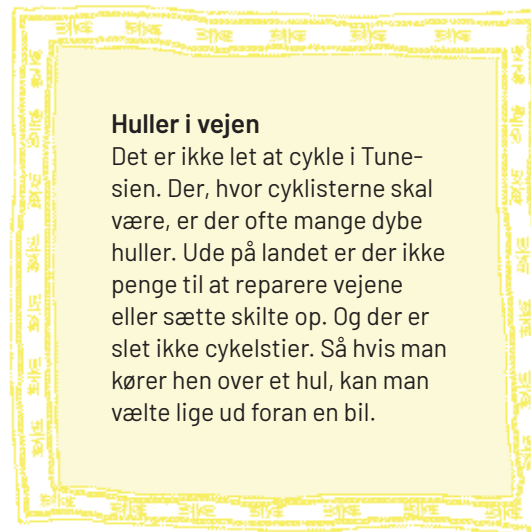 Huller i vejen
Det er ikke let at cykle i Tune-
sien. Der, hvor cyklisterne skal
være, er der ofte mange dybe
huller. Ude på landet er der ikke
penge til at reparere vejene
eller sætte skilte op. Og der er
slet ikke cykelstier. Så hvis man
kører hen over et hul, kan man
vælte lige ud foran en bil.